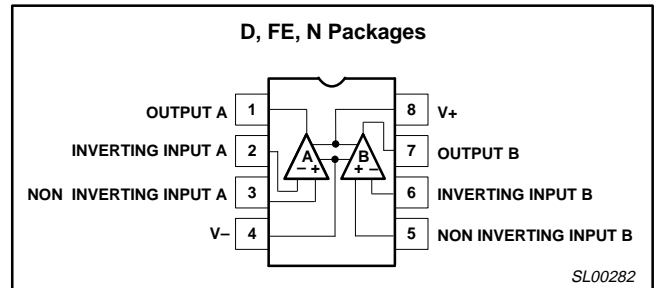 D, FE, N Packages
OUTPUT A 1
8 V+
INVERTING INPUT A 2
7 OUTPUT B
NON INVERTING INPUT A 3
6 INVERTING INPUT B
V– 4
5 NON INVERTING INPUT B
A
– +
B
+ –
SL00282